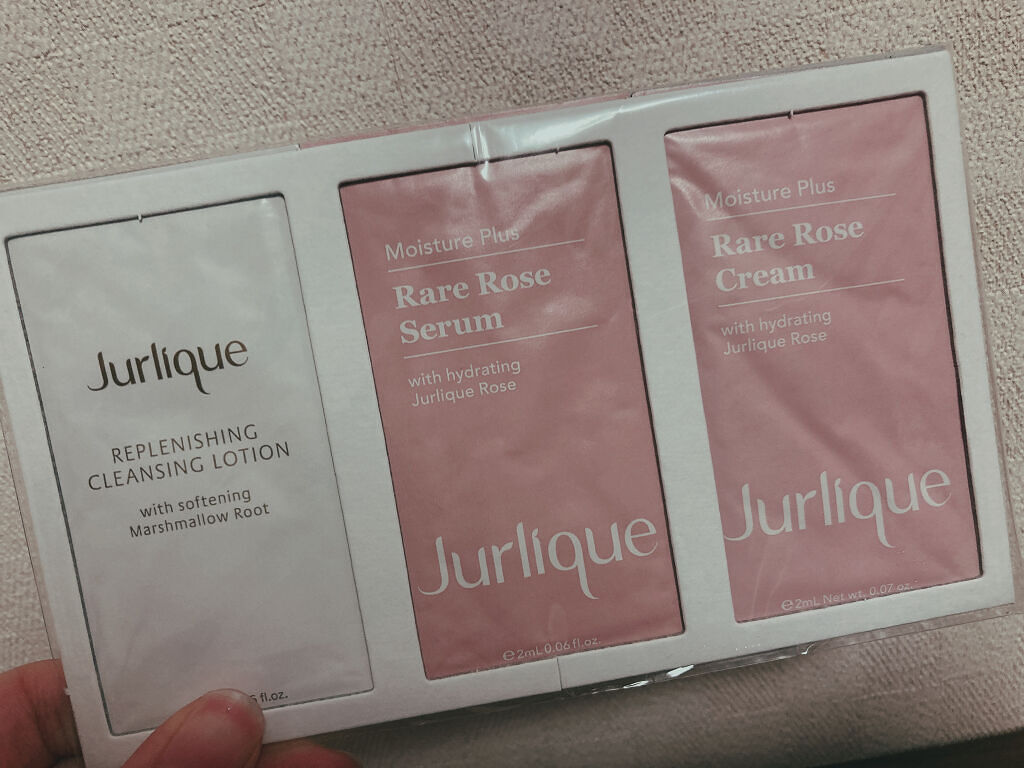 Jurlique
REPLENISHING
CLEANSING LOTION
with softening
Marshmallow Root
fl.oz.
Moisture Plus
Rare Rose
Serum
with hydrating
Jurlique Rose
Jurlique
℮2mL 0.06 fl.oz.
Moisture Plus
Rare Rose
Cream
with hydrating
Jurlique Rose
Jurlique
℮2mL Net wt. 0.07 oz.